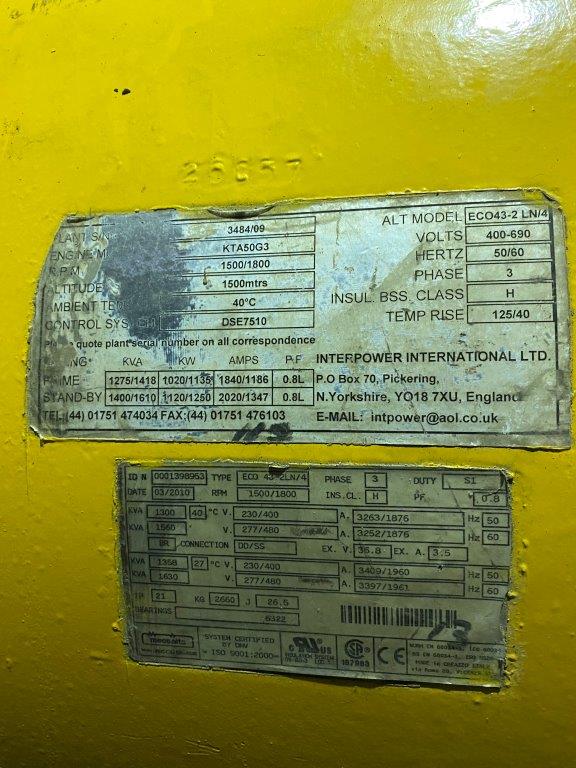 3484/09
KTA50G3
R.P.M. 1500/1800
ALTITUDE 1500mtrs
AMBIENT TE 40°C
CONTROL SYSTEM DSE7510
ALT MODEL ECO43-2 LN/4
VOLTS 400-690
HERTZ 50/60
PHASE 3
INSUL. BSS. CLASS H
TEMP RISE 125/40
quote plant serial number on all correspondence
KVA KW AMPS P.F
PRIME 1275/1418 1020/1135 1840/1186 0.8L
STAND-BY 1400/1610 1120/1250 2020/1347 0.8L
INTERPOWER INTERNATIONAL LTD.
P.O Box 70, Pickering,
N.Yorkshire, YO18 7XU, England
TEL:(44) 01751 474034 FAX:(44) 01751 476103 E-MAIL: intpower@aol.co.uk
ID N 0001398953 TYPE ECO 43-2LN/4 PHASE 3 DUTY S1
DATE 03/2010 RPM 1500/1800 INS.CL. H PF. 0.8
KVA 1300 40 °C V. 230/400 A. 3263/1876 Hz 50
KVA 1560 V. 277/480 A. 3252/1876 Hz 60
BR CONNECTION DD/SS EX. V. 36.8 EX. A. 3.5
KVA 1358 27 °C V. 230/400 A. 3409/1960 Hz 50
KVA 1630 V. 277/480 A. 3397/1961 Hz 60
IP 21 KG 2660 J 26.5
BEARINGS 6322
SYSTEM CERTIFIED
BY DNV
= ISO 9001:2000=
c UL us
INSULATION SYSTEM
187983
CE